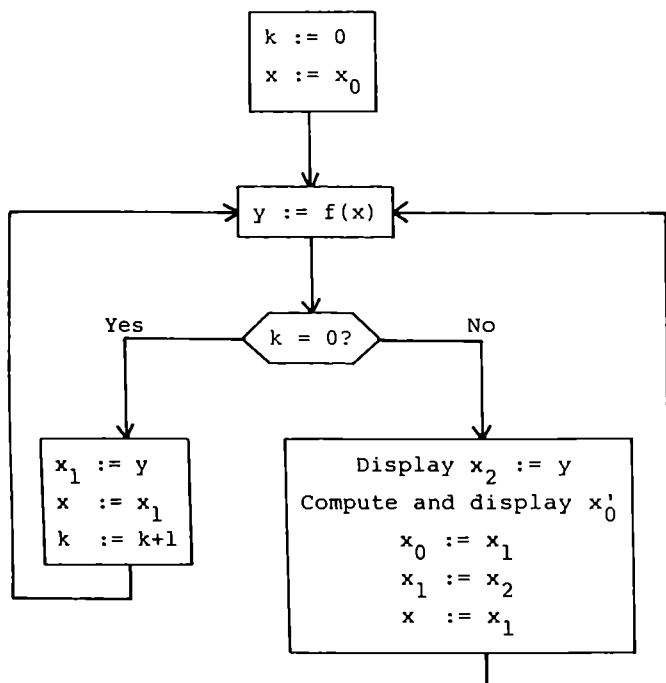 k := 0
x := x₀
y := f(x)
Yes
k = 0?
No
x₁ := y
x := x₁
k := k+1
Display x₂ := y
Compute and display x₀'
x₀ := x₁
x₁ := x₂
x := x₁